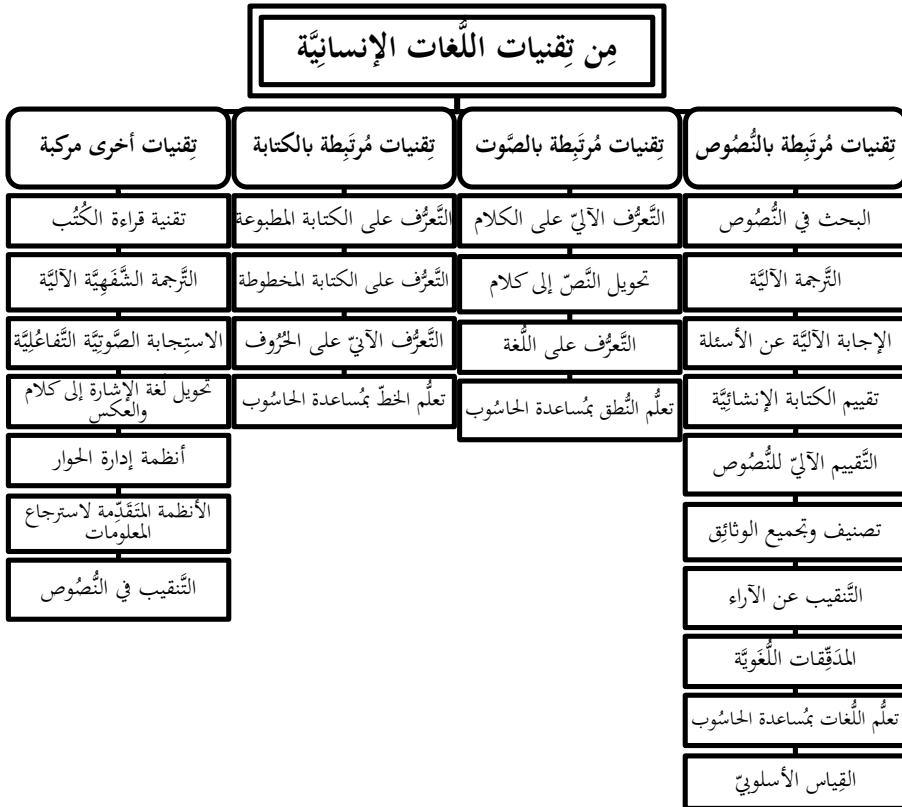 مِن تِقنيات اللَّغات الإنسانِيَّة
تِقنيات مُرتَبِطة بالنُّصُوص
البحث في النُّصُوص
التَّرجمة الآليَّة
الإجابة الآليَّة عن الأسئلة
تقييم الكتابة الإنشائِيَّة
التَّقييم الآليّ للنُّصُوص
تصنيف وتجميع الوثائِق
التَّنقيب عن الآراء
المدَقِّقات اللُّغَويَّة
تعلُّم اللُّغات بمُساعدة الحاسُوب
القِياس الأسلوبيّ
تِقنيات مُرتَبِطة بالصَّوت
التَّعرُّف الآليّ على الكلام
تحويل النَّصّ إلى كلام
التَّعرُّف على اللُّغة
تعلُّم النُّطق بمُساعدة الحاسُوب
تِقنيات مُرتَبِطة بالكتابة
التَّعرُّف على الكتابة المطبوعة
التَّعرُّف على الكتابة المخطوطة
التَّعرُّف الآنيّ على الحُرُوف
تعلُّم الخطّ بمُساعدة الحاسُوب
تِقنيات أخرى مركبة
تقنية قراءة الكُتُب
التَّرجمة الشَّفَهِيَّة الآليَّة
الاستِجابة الصَّوتِيَّة التَّفاعُلِيَّة
تحويل لُغة الإشارة إلى كلام
والعكس
أنظمة إدارة الحوار
الأنظمة المتَقَدِّمة لاسترجاع
المعلومات
التَّنقيب في النُّصُوص